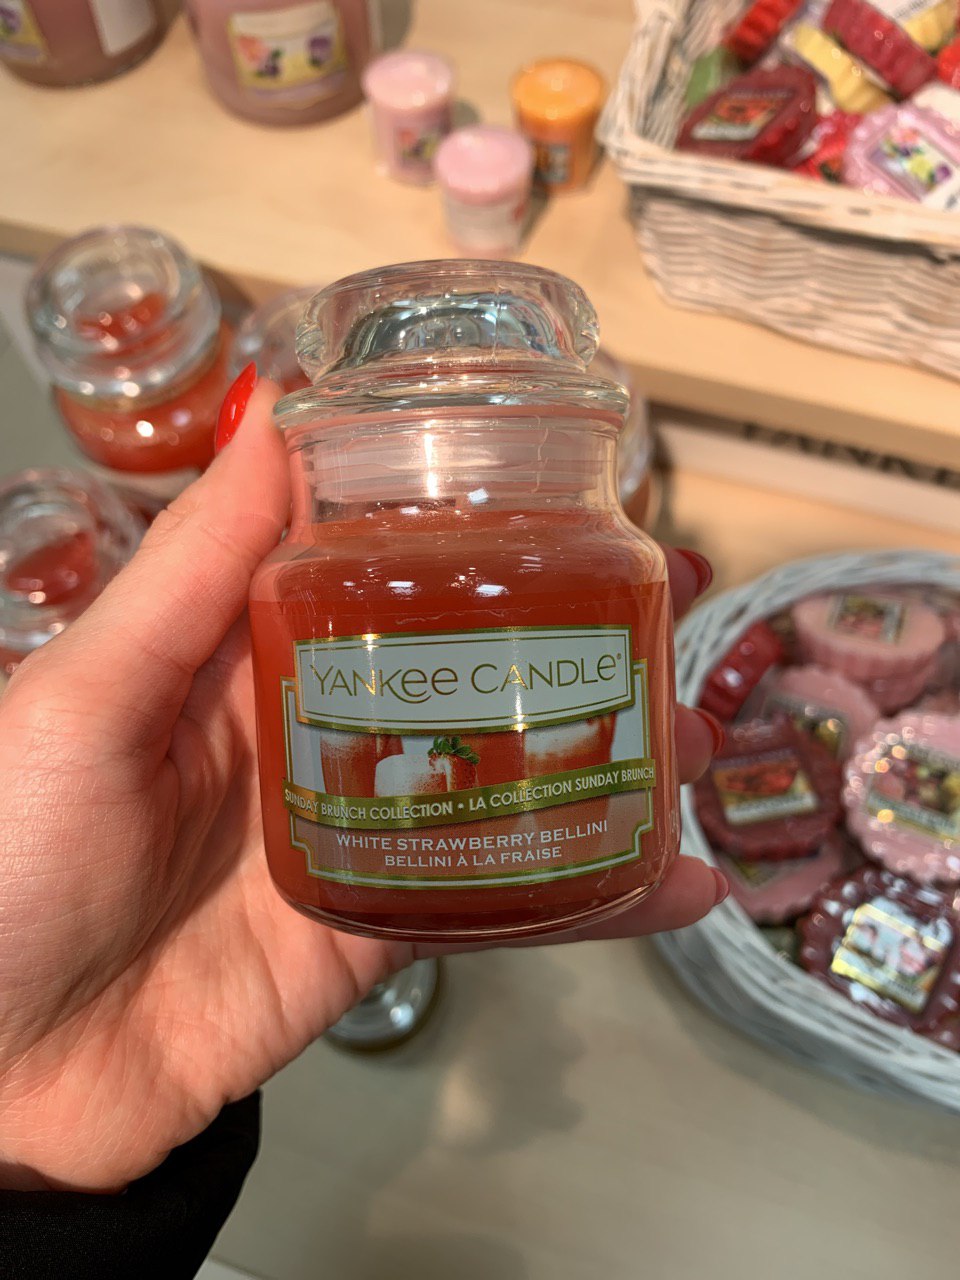 YANKEE CANDLE®
SUNDAY BRUNCH COLLECTION • LA COLLECTION SUNDAY BRUNCH
WHITE STRAWBERRY BELLINI
BELLINI À LA FRAISE